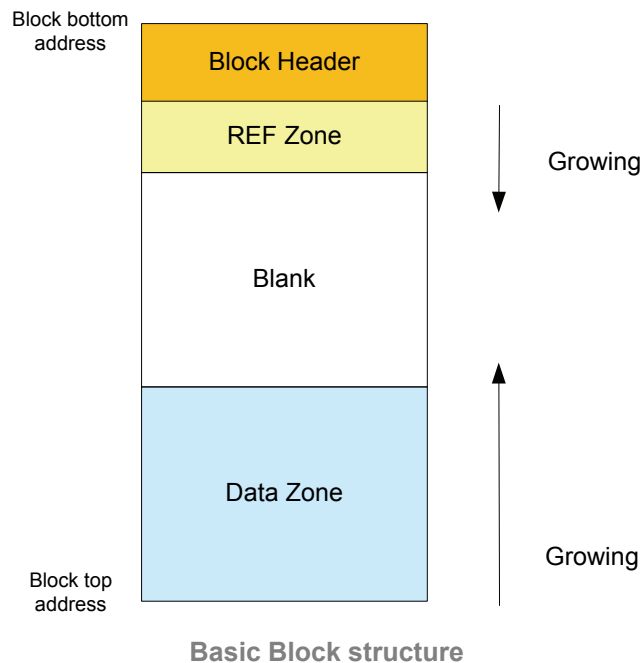 Block bottom
address
Block Header
REF Zone
Growing
Blank
Data Zone
Growing
Block top
address
Basic Block structure